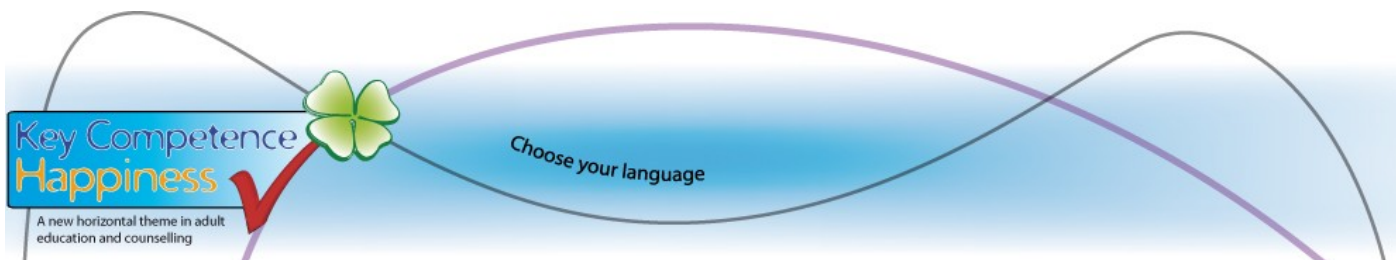 Key Competence
Happiness
A new horizontal theme in adult
education and counselling
Choose your language